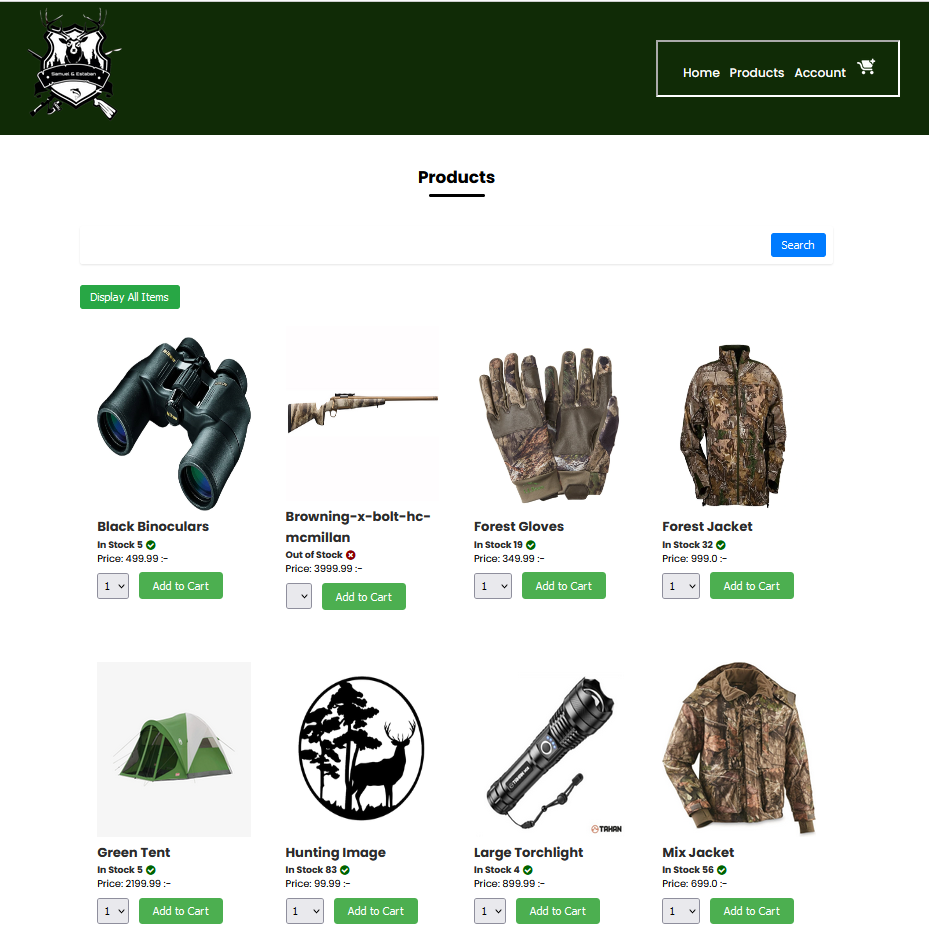 Samuel & Esteban
Home Products Account
Products
Search
Display All Items
Black Binoculars
In Stock 5
Price: 499.99 :-
1 Add to Cart
Browning-x-bolt-hc-
mcmillan
Out of Stock
Price: 3999.99 :-
Add to Cart
Forest Gloves
In Stock 19
Price: 349.99 :-
1 Add to Cart
Forest Jacket
In Stock 32
Price: 999.0 :-
1 Add to Cart
Green Tent
In Stock 5
Price: 2199.99 :-
1 Add to Cart
Hunting Image
In Stock 83
Price: 99.99 :-
1 Add to Cart
TAHAN
Large Torchlight
In Stock 4
Price: 899.99 :-
1 Add to Cart
Mix Jacket
In Stock 56
Price: 699.0 :-
1 Add to Cart